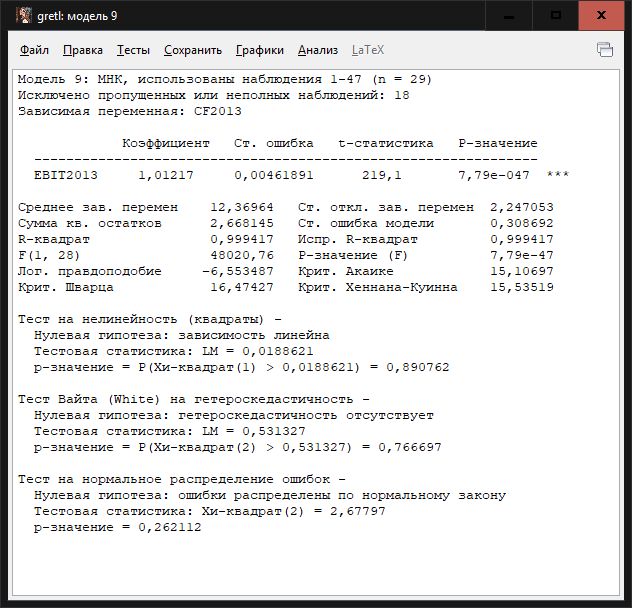 gretl: модель 9
Файл Правка Тесты Сохранить Графики Анализ LaTeX
Модель 9: МНК, использованы наблюдения 1-47 (n = 29)
Исключено пропущенных или неполных наблюдений: 18
Зависимая переменная: CF2013
Коэффициент Ст. ошибка t-статистика P-значение
---------------------------------------------------------------
EBIT2013 1,01217 0,00461891 219,1 7,79e-047 ***
Среднее зав. перемен 12,36964 Ст. откл. зав. перемен 2,247053
Сумма кв. остатков 2,668145 Ст. ошибка модели 0,308692
R-квадрат 0,999417 Испр. R-квадрат 0,999417
F(1, 28) 48020,76 P-значение (F) 7,79e-47
Лог. правдоподобие -6,553487 Крит. Акаике 15,10697
Крит. Шварца 16,47427 Крит. Хеннана-Куинна 15,53519
Тест на нелинейность (квадраты) -
Нулевая гипотеза: зависимость линейна
Тестовая статистика: LM = 0,0188621
р-значение = P(Хи-квадрат(1) > 0,0188621) = 0,890762
Тест Вайта (White) на гетероскедастичность -
Нулевая гипотеза: гетероскедастичность отсутствует
Тестовая статистика: LM = 0,531327
р-значение = P(Хи-квадрат(2) > 0,531327) = 0,766697
Тест на нормальное распределение ошибок -
Нулевая гипотеза: ошибки распределены по нормальному закону
Тестовая статистика: Хи-квадрат(2) = 2,67797
р-значение = 0,262112